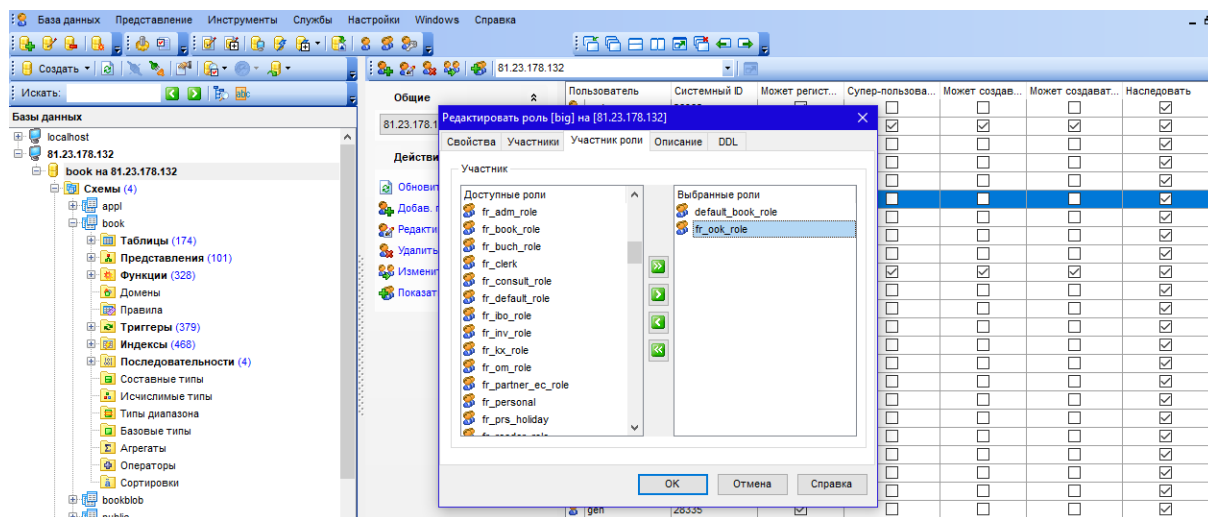 База данных Представление Инструменты Службы Настройки Windows Справка
Создать
81.23.178.132
Искать:
Базы данных
localhost
81.23.178.132
book на 81.23.178.132
Схемы (4)
appl
book
Таблицы (174)
Представления (101)
Функции (328)
Домены
Правила
Триггеры (379)
Индексы (468)
Последовательности (4)
Составные типы
Исчислимые типы
Типы диапазона
Базовые типы
Агрегаты
Операторы
Сортировки
bookblob
public
Общие
81.23.178.1
Действи
Обновит
Добав. г
Редакти
Удалить
Изменит
Показат
Пользователь Системный ID Может регист... Супер-пользова... Может создав... Может создават... Наследовать
Редактировать роль [big] на [81.23.178.132]
Свойства Участники Участник роли Описание DDL
Участник
Доступные роли
fr_adm_role
fr_book_role
fr_buch_role
fr_clerk
fr_consult_role
fr_default_role
fr_ibo_role
fr_inv_role
fr_kx_role
fr_om_role
fr_partner_ec_role
fr_personal
fr_prs_holiday
Выбранные роли
default_book_role
fr_ook_role
OK Отмена Справка
gen 28335